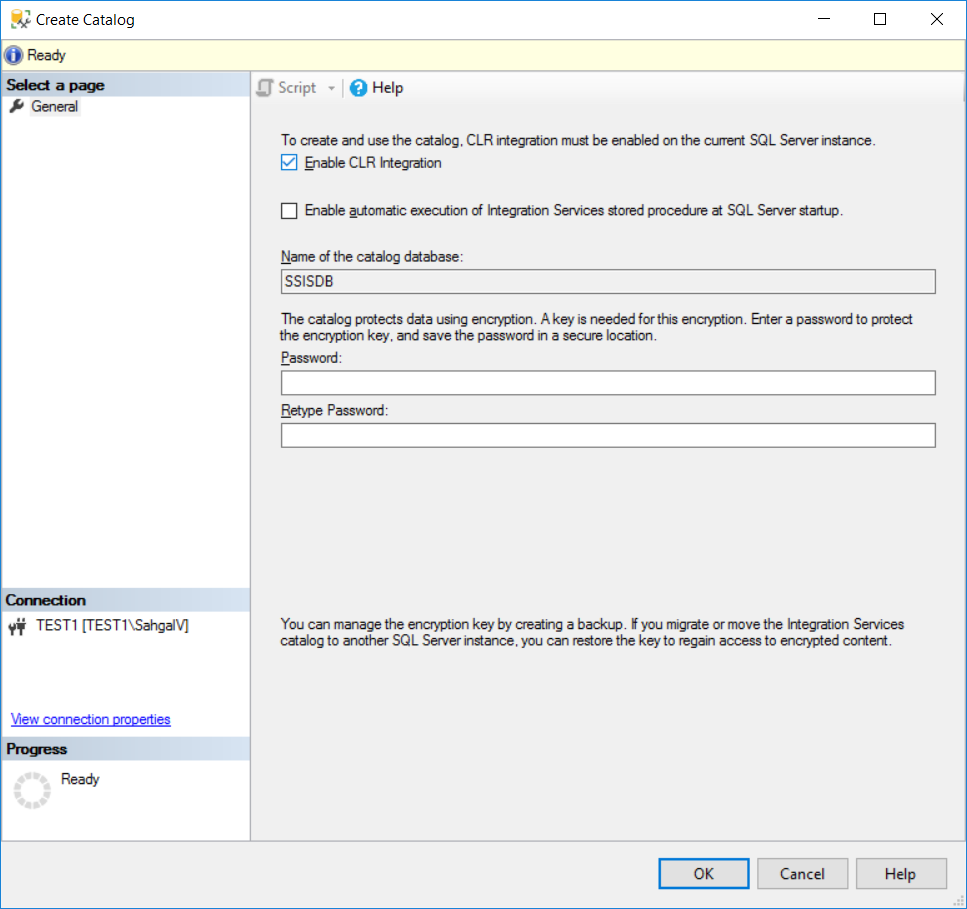 Create Catalog
Ready
Select a page
General
Script
Help
To create and use the catalog, CLR integration must be enabled on the current SQL Server instance.
Enable CLR Integration
Enable automatic execution of Integration Services stored procedure at SQL Server startup.
Name of the catalog database:
SSISDB
The catalog protects data using encryption. A key is needed for this encryption. Enter a password to protect
the encryption key, and save the password in a secure location.
Password:
Retype Password:
Connection
TEST1 [TEST1\SahgalV]
You can manage the encryption key by creating a backup. If you migrate or move the Integration Services
catalog to another SQL Server instance, you can restore the key to regain access to encrypted content.
View connection properties
Progress
Ready
OK
Cancel
Help